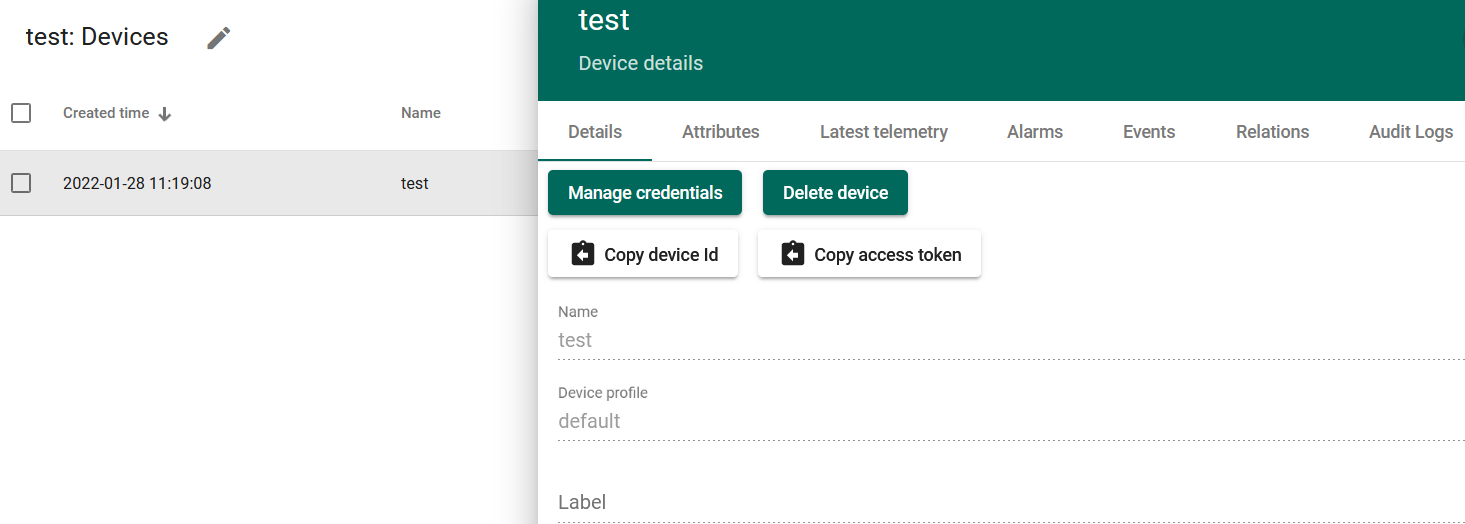 test: Devices
Created time
Name
2022-01-28 11:19:08
test
test
Device details
Details
Attributes
Latest telemetry
Alarms
Events
Relations
Audit Logs
Manage credentials
Delete device
Copy device Id
Copy access token
Name
test
Device profile
default
Label